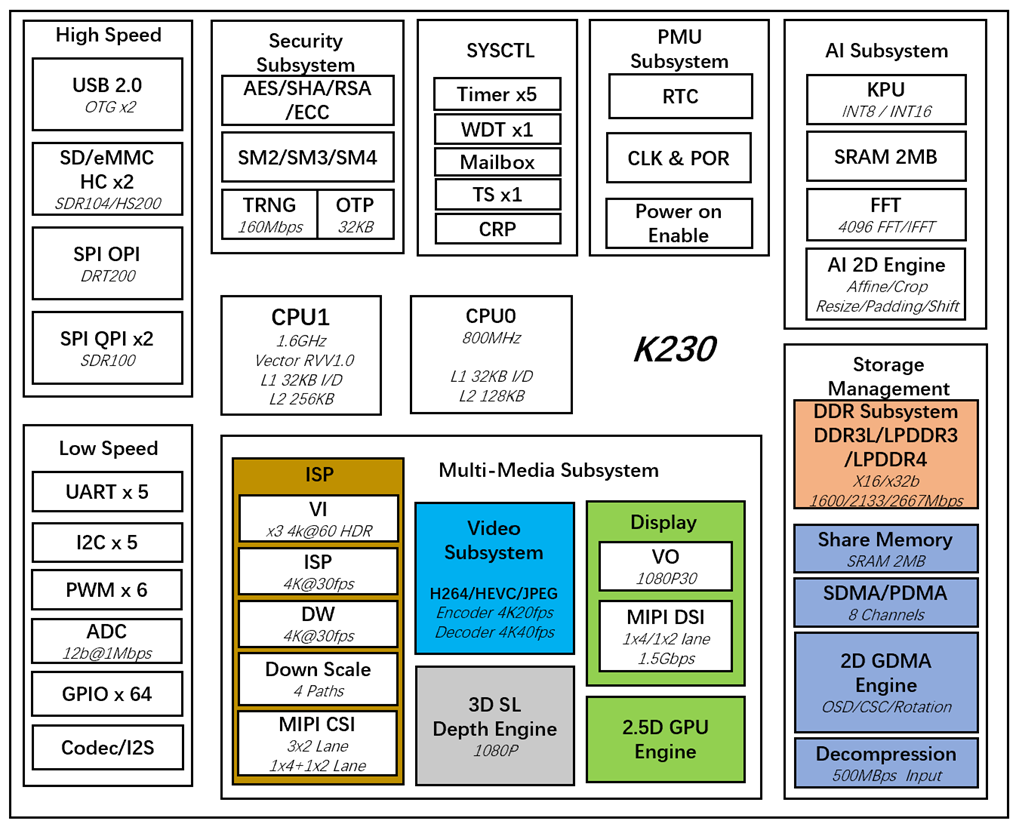 High Speed
USB 2.0
OTG x2
SD/eMMC
HC x2
SDR104/HS200
SPI OPI
DRT200
SPI QPI x2
SDR100
Security
Subsystem
AES/SHA/RSA
/ECC
SM2/SM3/SM4
TRNG
160Mbps
OTP
32KB
SYSCTL
Timer x5
WDT x1
Mailbox
TS x1
CRP
PMU
Subsystem
RTC
CLK & POR
Power on
Enable
AI Subsystem
KPU
INT8 / INT16
SRAM 2MB
FFT
4096 FFT/IFFT
AI 2D Engine
Affine/Crop
Resize/Padding/Shift
CPU1
1.6GHz
Vector RVV1.0
L1 32KB I/D
L2 256KB
CPU0
800MHz
L1 32KB I/D
L2 128KB
K230
Low Speed
UART x 5
I2C x 5
PWM x 6
ADC
12b@1Mbps
GPIO x 64
Codec/I2S
Multi-Media Subsystem
ISP
VI
x3 4k@60 HDR
ISP
4K@30fps
DW
4K@30fps
Down Scale
4 Paths
MIPI CSI
3x2 Lane
1x4+1x2 Lane
Video
Subsystem
H264/HEVC/JPEG
Encoder 4K20fps
Decoder 4K40fps
3D SL
Depth Engine
1080P
Display
VO
1080P30
MIPI DSI
1x4/1x2 lane
1.5Gbps
2.5D GPU
Engine
Storage
Management
DDR Subsystem
DDR3L/LPDDR3
/LPDDR4
X16/x32b
1600/2133/2667Mbps
Share Memory
SRAM 2MB
SDMA/PDMA
8 Channels
2D GDMA
Engine
OSD/CSC/Rotation
Decompression
500MBps Input